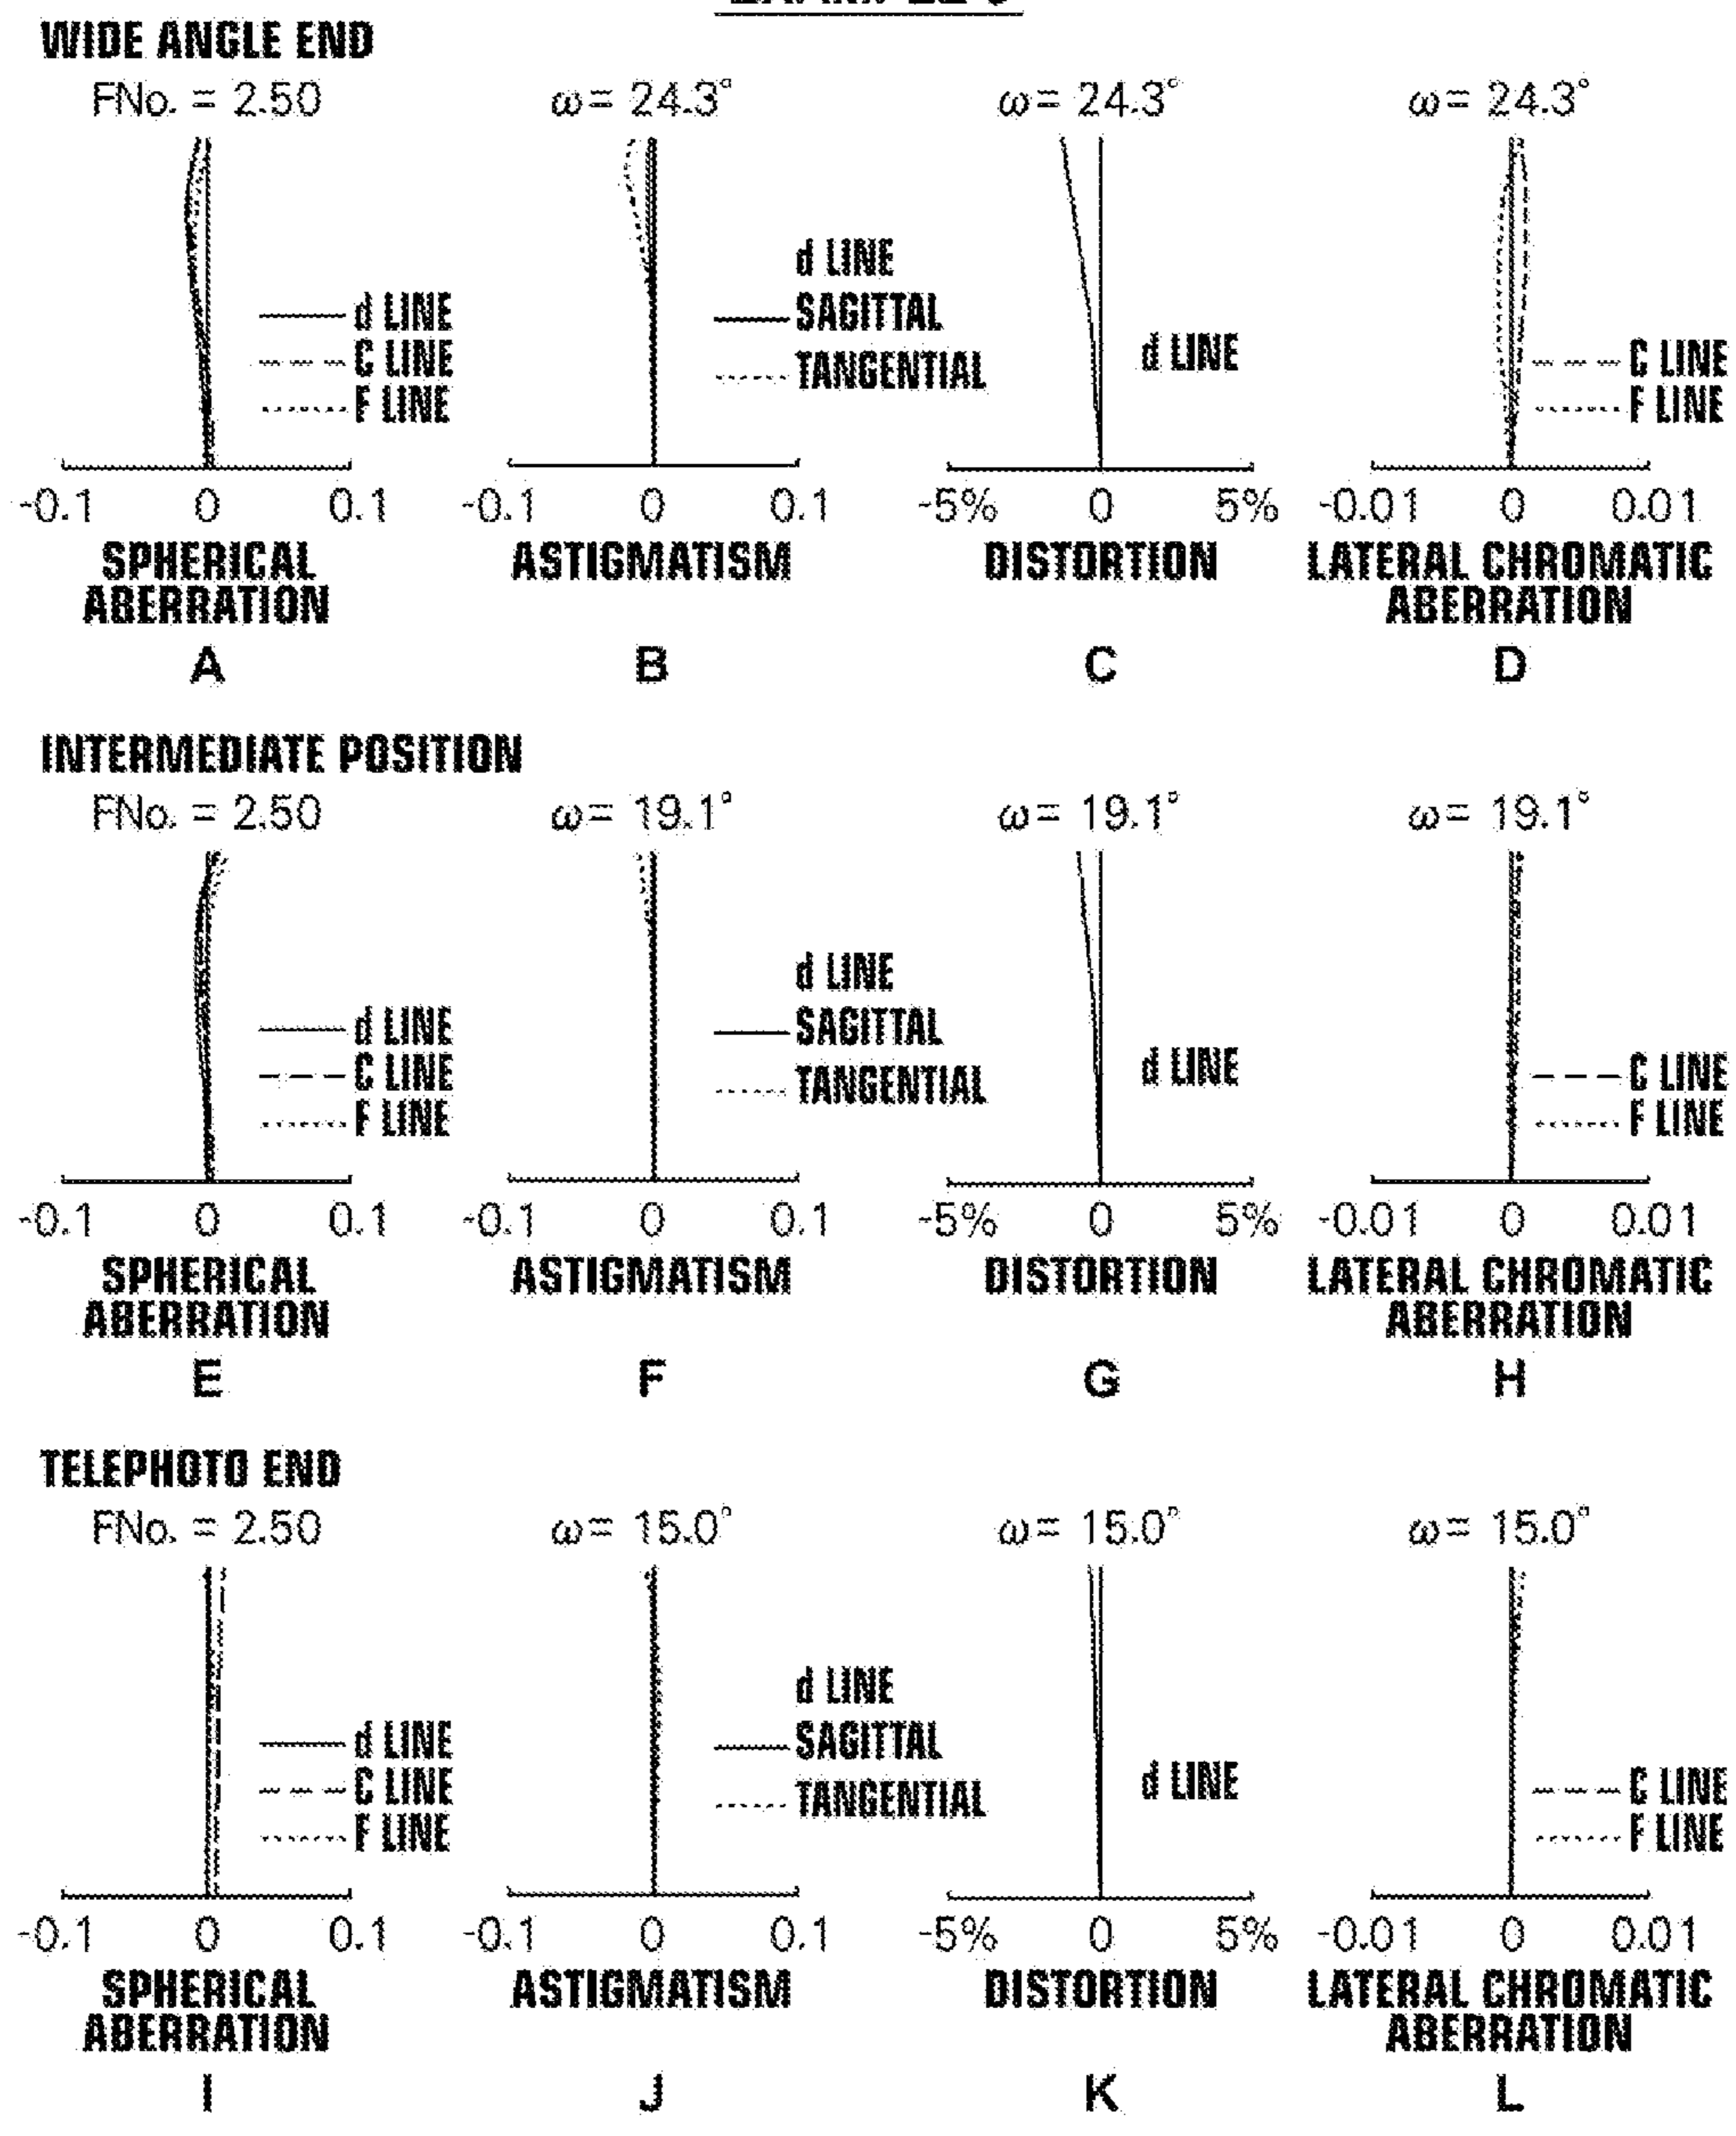 WIDE ANGLE END
FNo. = 2.50
ω= 24.3°
ω= 24.3°
ω= 24.3°
d LINE
C LINE
F LINE
d LINE
SAGITTAL
TANGENTIAL
d LINE
C LINE
F LINE
-0.1 0 0.1
-0.1 0 0.1
-5% 0 5%
-0.01 0 0.01
SPHERICAL
ABERRATION
ASTIGMATISM
DISTORTION
LATERAL CHROMATIC
ABERRATION
A
B
C
D
INTERMEDIATE POSITION
FNo. = 2.50
ω= 19.1°
ω= 19.1°
ω= 19.1°
d LINE
C LINE
F LINE
d LINE
SAGITTAL
TANGENTIAL
d LINE
C LINE
F LINE
-0.1 0 0.1
-0.1 0 0.1
-5% 0 5%
-0.01 0 0.01
SPHERICAL
ABERRATION
ASTIGMATISM
DISTORTION
LATERAL CHROMATIC
ABERRATION
E
F
G
H
TELEPHOTO END
FNo. = 2.50
ω= 15.0°
ω= 15.0°
ω= 15.0°
d LINE
C LINE
F LINE
d LINE
SAGITTAL
TANGENTIAL
d LINE
C LINE
F LINE
-0.1 0 0.1
-0.1 0 0.1
-5% 0 5%
-0.01 0 0.01
SPHERICAL
ABERRATION
ASTIGMATISM
DISTORTION
LATERAL CHROMATIC
ABERRATION
I
J
K
L